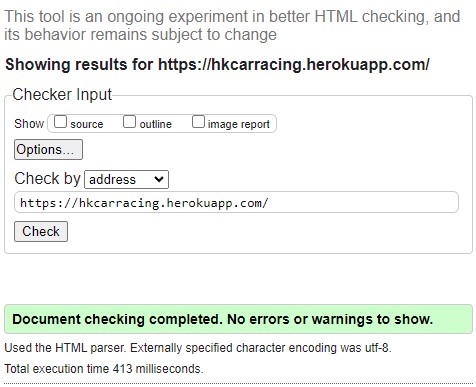 This tool is an ongoing experiment in better HTML checking, and
its behavior remains subject to change
Showing results for https://hkcarracing.herokuapp.com/
Checker Input
Show source outline image report
Options...
Check by address
https://hkcarracing.herokuapp.com/
Check
Document checking completed. No errors or warnings to show.
Used the HTML parser. Externally specified character encoding was utf-8.
Total execution time 413 milliseconds.